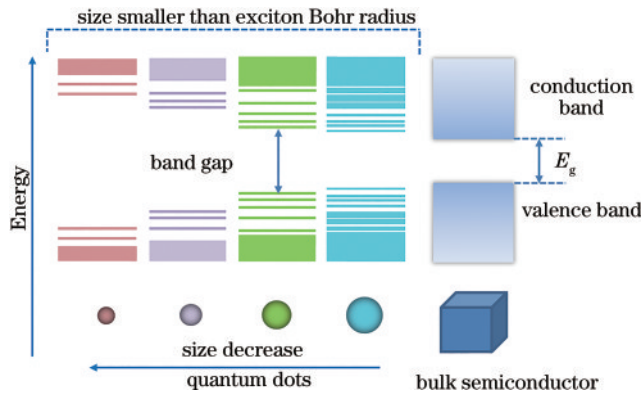 size smaller than exciton Bohr radius
Energy
conduction
band
band gap
E_g
valence band
size decrease
quantum dots
bulk semiconductor